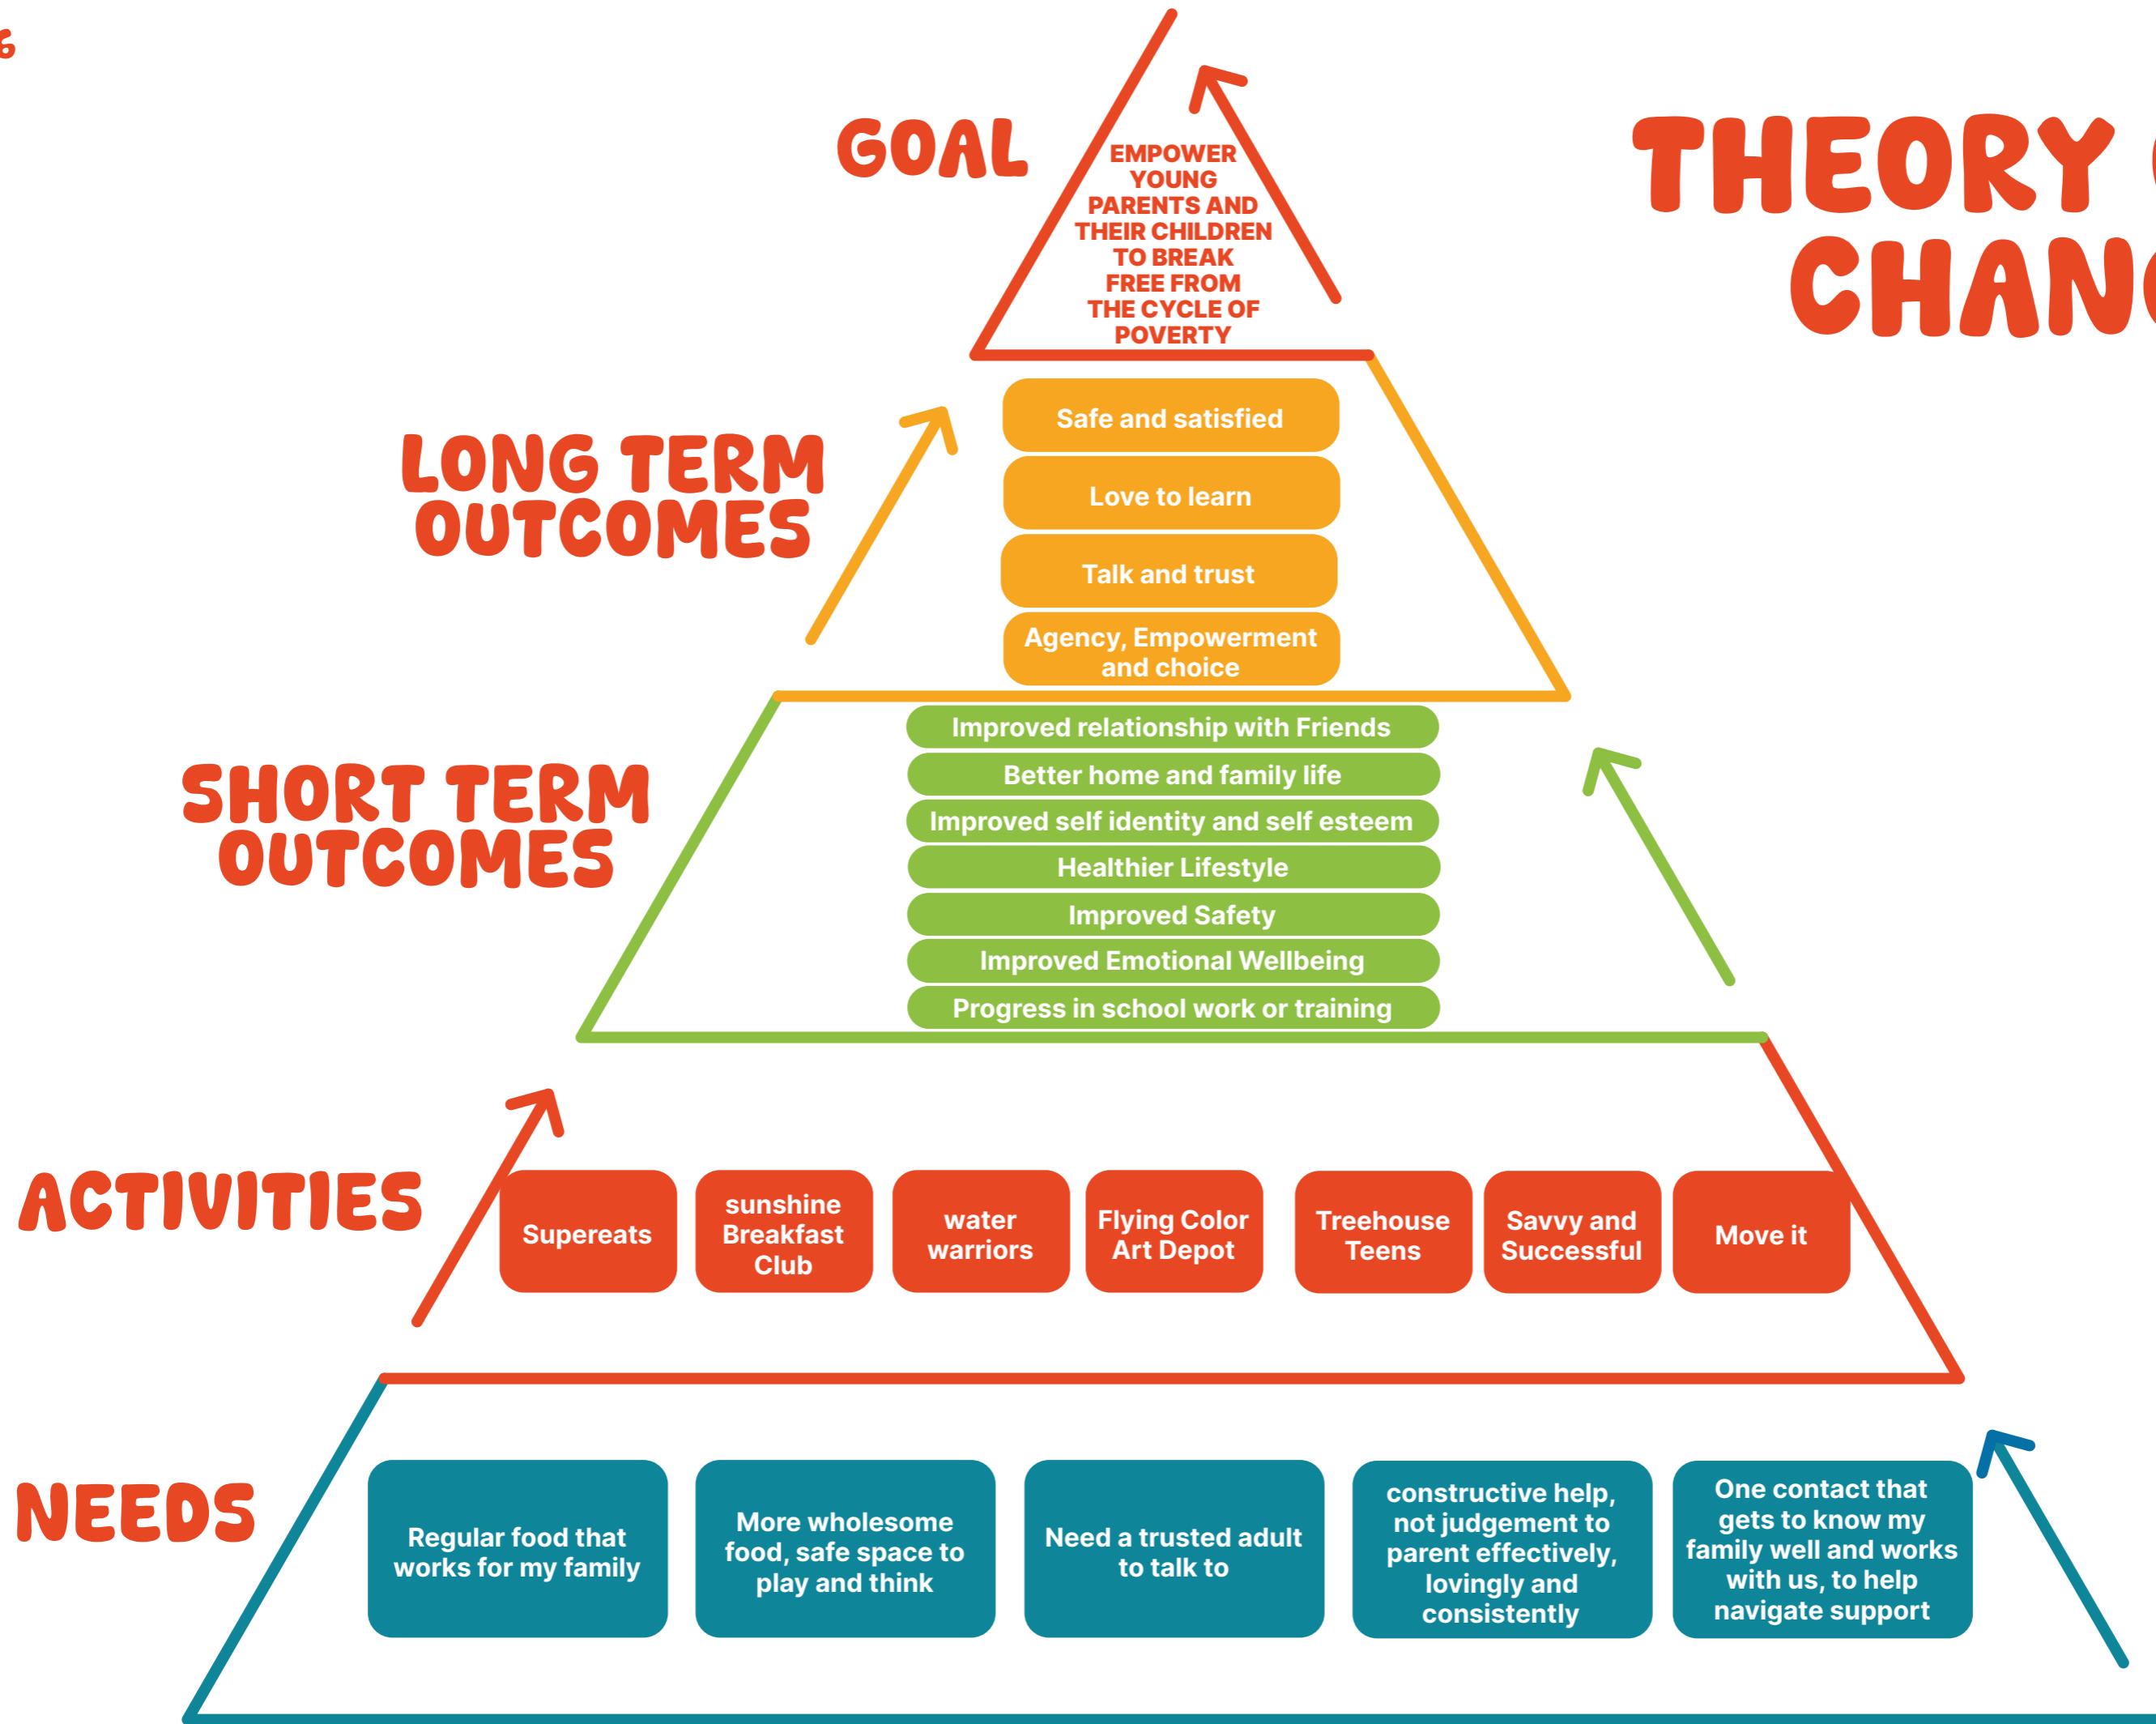 GOAL
THEORY
CHAN
EMPOWER
YOUNG
PARENTS AND
THEIR CHILDREN
TO BREAK
FREE FROM
THE CYCLE OF
POVERTY
LONG TERM
OUTCOMES
Safe and satisfied
Love to learn
Talk and trust
Agency, Empowerment
and choice
SHORT TERM
OUTCOMES
Improved relationship with Friends
Better home and family life
Improved self identity and self esteem
Healthier Lifestyle
Improved Safety
Improved Emotional Wellbeing
Progress in school work or training
ACTIVITIES
Supereats
sunshine
Breakfast
Club
water
warriors
Flying Color
Art Depot
Treehouse
Teens
Savvy and
Successful
Move it
NEEDS
Regular food that
works for my family
More wholesome
food, safe space to
play and think
Need a trusted adult
to talk to
constructive help,
not judgement to
parent effectively,
lovingly and
consistently
One contact that
gets to know my
family well and works
with us, to help
navigate support